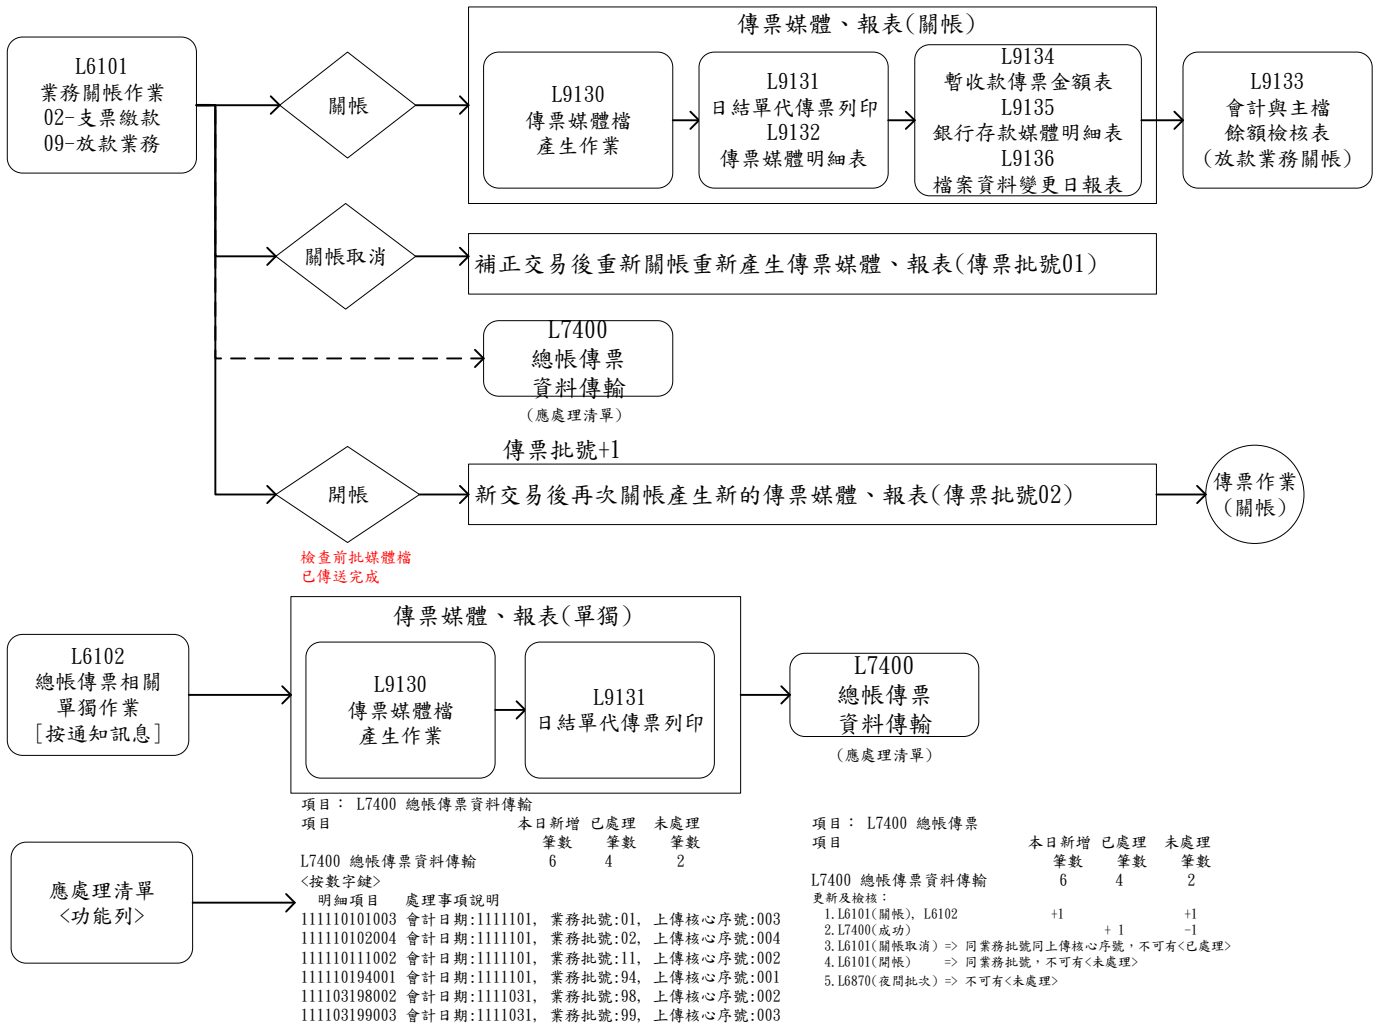 L6101
業務關帳作業
02-支票繳款
09-放款業務
關帳
傳票媒體、報表(關帳)
L9130
傳票媒體檔
產生作業
L9131
日結單代傳票列印
L9132
傳票媒體明細表
L9134
暫收款傳票金額表
L9135
銀行存款媒體明細表
L9136
檔案資料變更日報表
L9133
會計與主檔
餘額檢核表
(放款業務關帳)
關帳取消
補正交易後重新關帳重新產生傳票媒體、報表(傳票批號01)
L7400
總帳傳票
資料傳輸
(應處理清單)
傳票批號+1
開帳
新交易後再次關帳產生新的傳票媒體、報表(傳票批號02)
傳票作業
(關帳)
檢查前批媒體檔
已傳送完成
L6102
總帳傳票相關
單獨作業
[按通知訊息]
傳票媒體、報表(單獨)
L9130
傳票媒體檔
產生作業
L9131
日結單代傳票列印
L7400
總帳傳票
資料傳輸
(應處理清單)
應處理清單
<功能列>
項目： L7400 總帳傳票資料傳輸
項目 本日新增 已處理 未處理
筆數 筆數 筆數
L7400 總帳傳票資料傳輸 6 4 2
<按數字鍵>
明細項目 處理事項說明
111110101003 會計日期:1111101, 業務批號:01, 上傳核心序號:003
111110102004 會計日期:1111101, 業務批號:02, 上傳核心序號:004
111110111002 會計日期:1111101, 業務批號:11, 上傳核心序號:002
111110194001 會計日期:1111101, 業務批號:94, 上傳核心序號:001
111103198002 會計日期:1111031, 業務批號:98, 上傳核心序號:002
111103199003 會計日期:1111031, 業務批號:99, 上傳核心序號:003
項目： L7400 總帳傳票
項目 本日新增 已處理 未處理
筆數 筆數 筆數
L7400 總帳傳票資料傳輸 6 4 2
更新及檢核：
1.L6101(關帳), L6102 +1 +1
2.L7400(成功) + 1 -1
3.L6101(關帳取消) => 同業務批號同上傳核心序號，不可有<已處理>
4.L6101(開帳) => 同業務批號，不可有<未處理>
5.L6870(夜間批次) => 不可有<未處理>